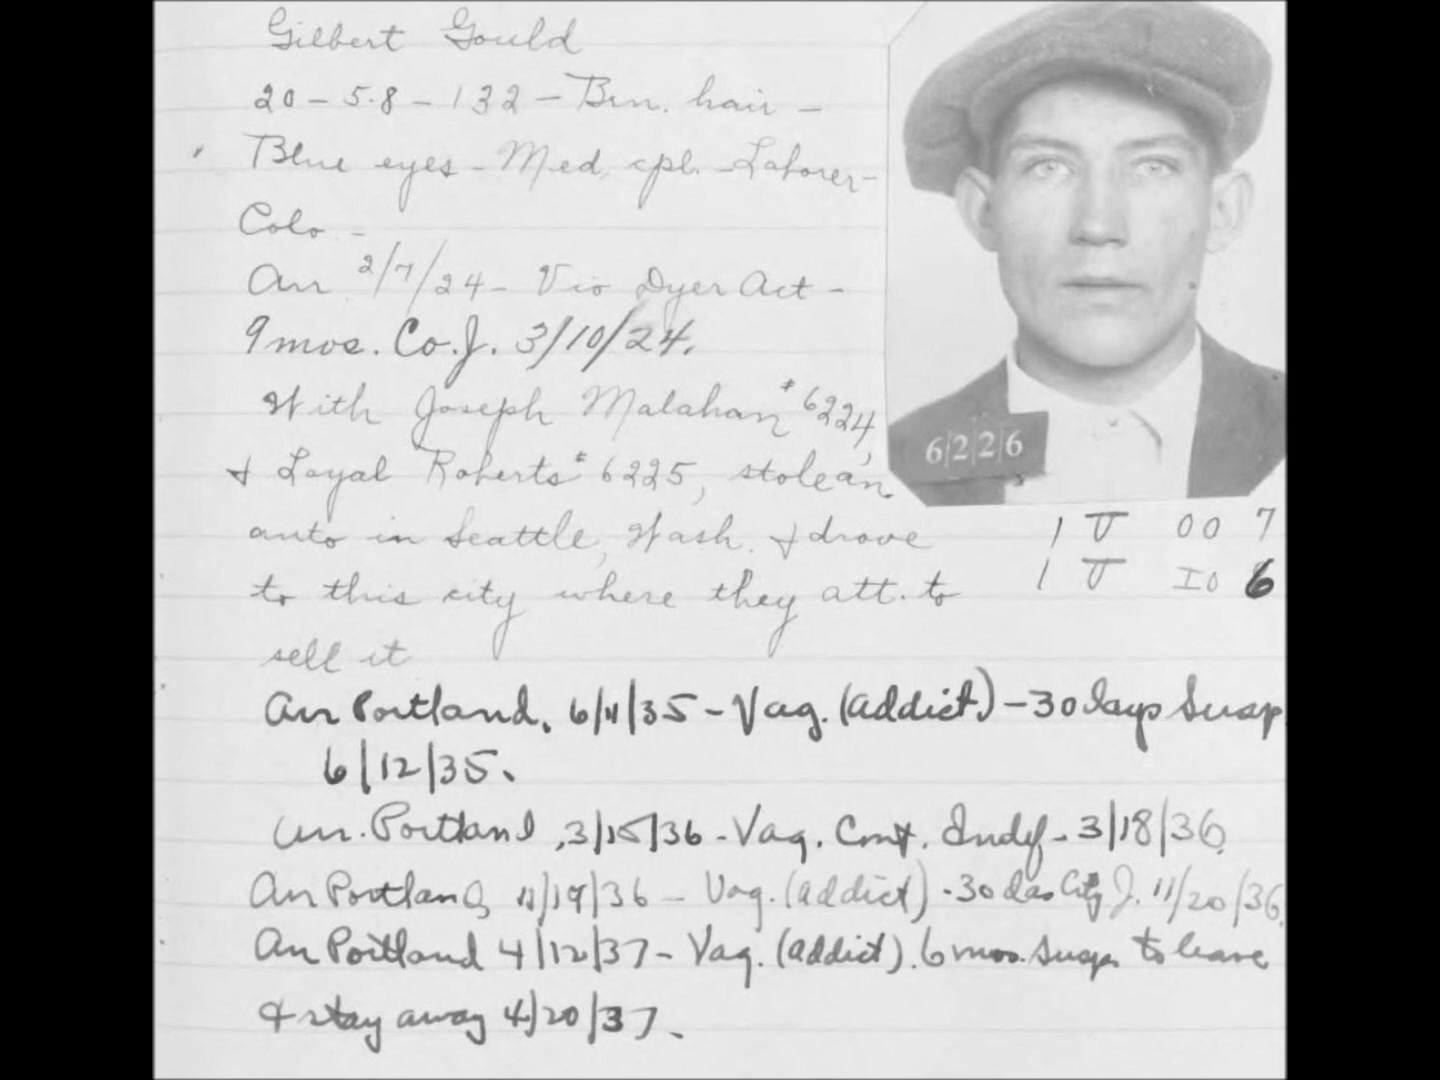 Gilbert Gould
20 - 5.8 - 132 - Brn. hair -
Blue eyes - Med. cpl. - Laborer -
Colo -
Arr 2/7/24 - Vio Dyer Act -
9 mos. Co. J. 3/10/24.
With Joseph Malahan #6224,
& Loyal Roberts #6225, stole an
auto in Seattle, Wash. & drove
to this city where they att. to
sell it
6226
1 U 00 7
1 U IO 6
Arr Portland, 6/11/35 - Vag. (addict) - 30 days Susp
6/12/35.
Arr. Portland, 3/15/36 - Vag. Cont. Indf - 3/18/36.
Arr Portland, 11/19/36 - Vag. (addict) - 30 das City J. 11/20/36.
Arr Portland 4/12/37 - Vag. (addict). 6 mos. Susp. to leave
& stay away 4/20/37.